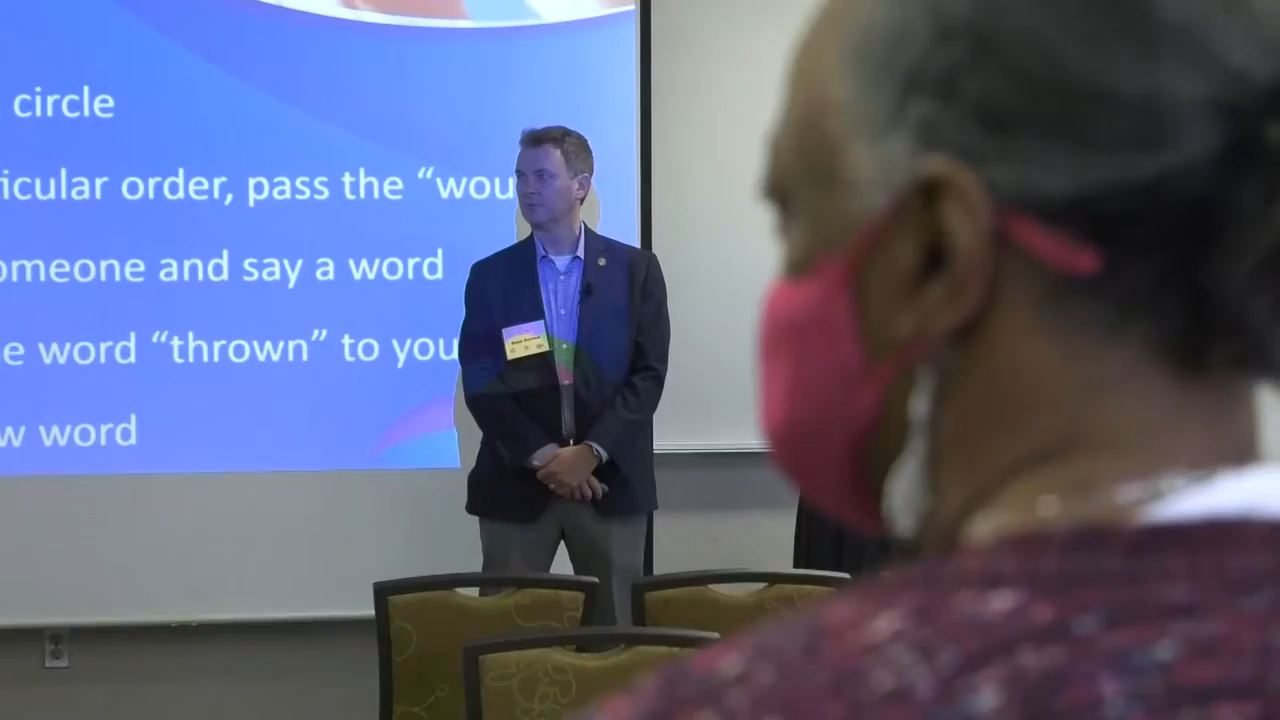 circle
icular order, pass the “wou
omeone and say a word
e word “thrown” to you
w word